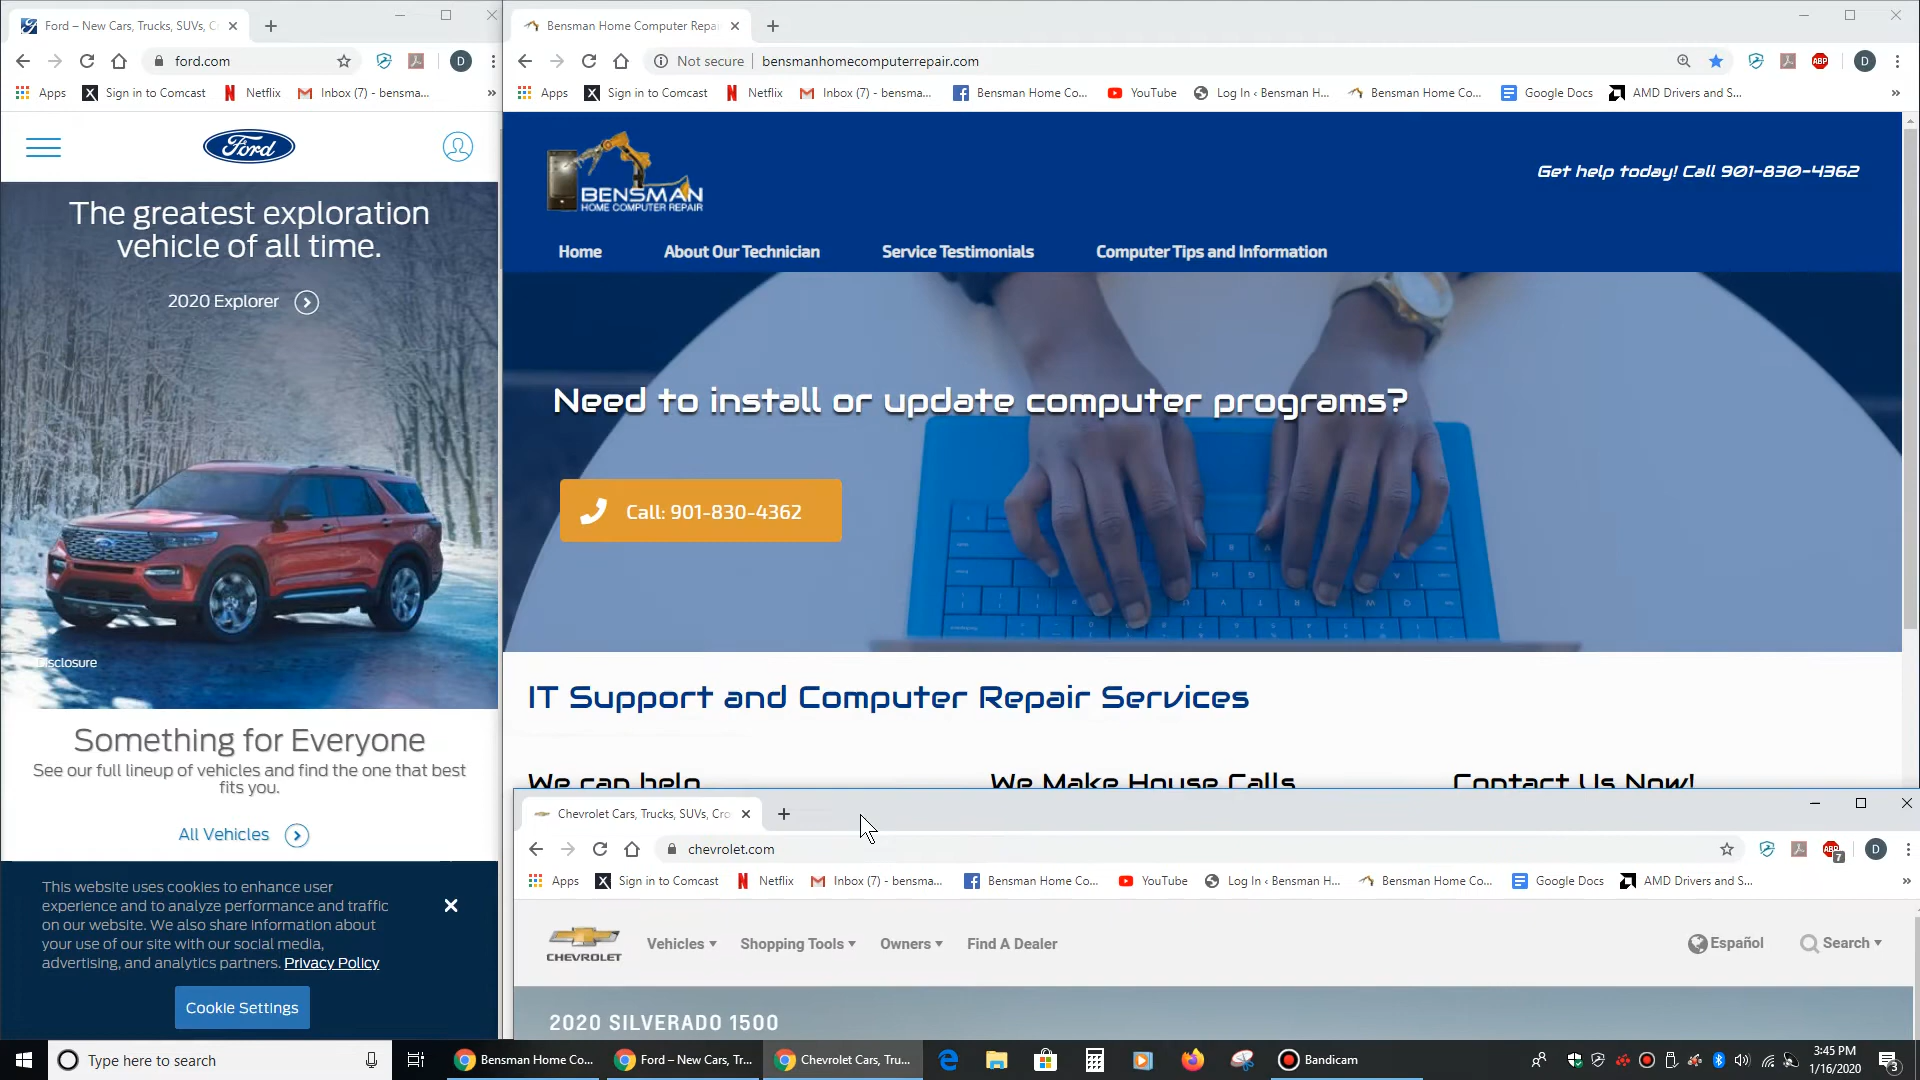 Ford – New Cars, Trucks, SUVs, C
ford.com
Apps
Sign in to Comcast
Netflix
Inbox (7) - bensma...
»
Ford
The greatest exploration
vehicle of all time.
2020 Explorer
Disclosure
Something for Everyone
See our full lineup of vehicles and find the one that best
fits you.
All Vehicles
This website uses cookies to enhance user
experience and to analyze performance and traffic
on our website. We also share information about
your use of our site with our social media,
advertising, and analytics partners. Privacy Policy
Cookie Settings
Bensman Home Computer Repai
Not secure
bensmanhomecomputerrepair.com
ABP
D
Apps
Sign in to Comcast
Netflix
Inbox (7) - bensma...
Bensman Home Co...
YouTube
Log In ‹ Bensman H...
Bensman Home Co...
Google Docs
AMD Drivers and S...
»
BENSMAN
HOME COMPUTER REPAIR
Get help today! Call 901-830-4362
Home
About Our Technician
Service Testimonials
Computer Tips and Information
Need to install or update computer programs?
Call: 901-830-4362
IT Support and Computer Repair Services
We can help
We Make House Calls
Contact Us Now!
Chevrolet Cars, Trucks, SUVs, Cro
chevrolet.com
7
D
Apps
Sign in to Comcast
Netflix
Inbox (7) - bensma...
Bensman Home Co...
YouTube
Log In ‹ Bensman H...
Bensman Home Co...
Google Docs
AMD Drivers and S...
»
CHEVROLET
Vehicles
Shopping Tools
Owners
Find A Dealer
Español
Search
2020 SILVERADO 1500
Type here to search
Bensman Home Co...
Ford – New Cars, Tr...
Chevrolet Cars, Tru...
Bandicam
3:45 PM
1/16/2020
3